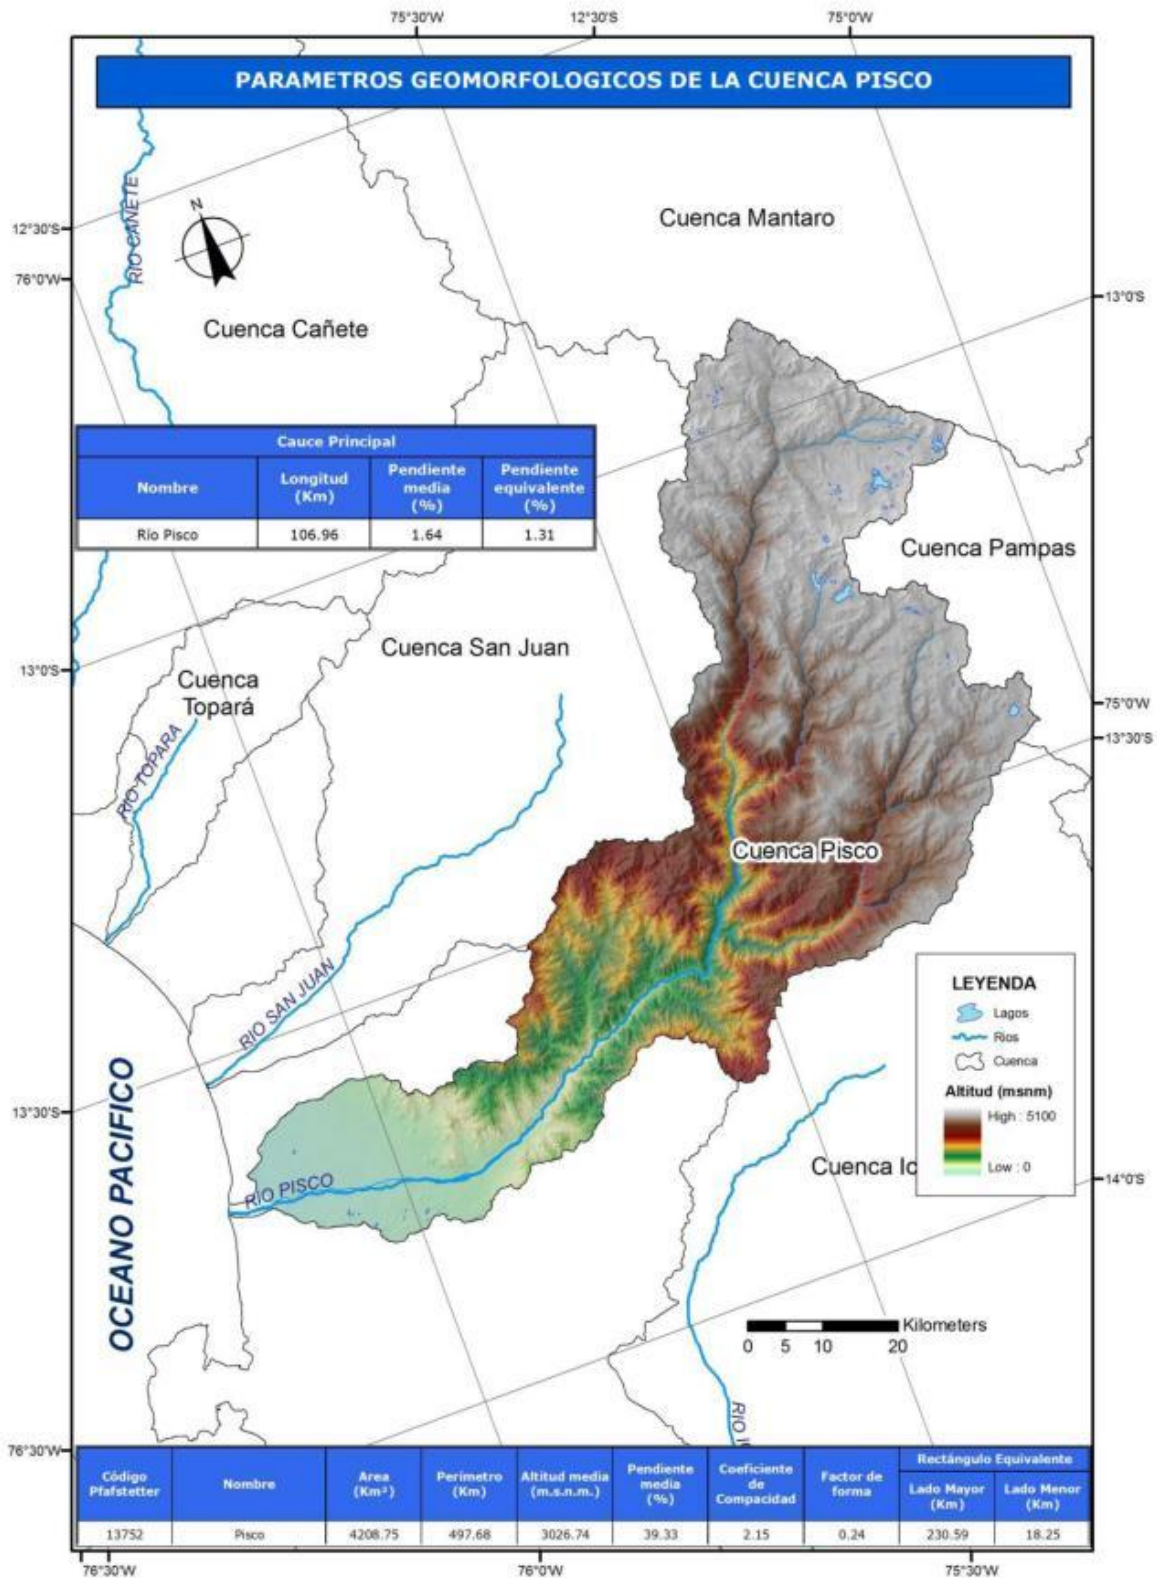 75°30'W 12°30'S 75°0'W
PARAMETROS GEOMORFOLOGICOS DE LA CUENCA PISCO
RIO CAÑETE
N
Cuenca Mantaro
12°30'S
76°0'W
13°0'S
Cuenca Cañete
Cauce Principal
Nombre Longitud (Km) Pendiente media (%) Pendiente equivalente (%)
Río Pisco 106.96 1.64 1.31
Cuenca Pampas
Cuenca San Juan
13°0'S
Cuenca
Topará
75°0'W
13°30'S
RIO TOPARA
Cuenca Pisco
RIO SAN JUAN
LEYENDA
Lagos
Rios
Cuenca
Altitud (msnm)
High : 5100
Low : 0
OCEANO PACIFICO
13°30'S
Cuenca Ic
14°0'S
RIO PISCO
Kilometers
0 5 10 20
RIO I
76°30'W
Código Pfafstetter Nombre Area (Km²) Perímetro (Km) Altitud media (m.s.n.m.) Pendiente media (%) Coeficiente de Compacidad Factor de forma Rectángulo Equivalente
Lado Mayor (Km) Lado Menor (Km)
13752 Pisco 4208.75 497.68 3026.74 39.33 2.15 0.24 230.59 18.25
76°30'W 76°0'W 75°30'W